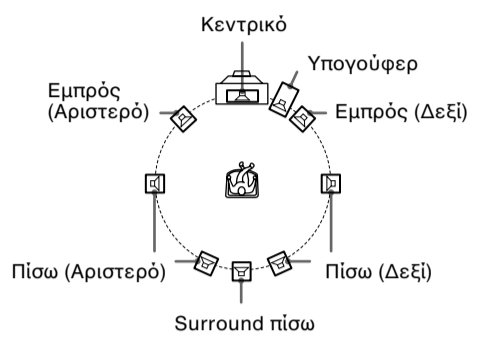 Κεντρικό
Υπογούφερ
Εμπρός
(Αριστερό)
Εμπρός (Δεξί)
Πίσω (Αριστερό)
Πίσω (Δεξί)
Surround πίσω